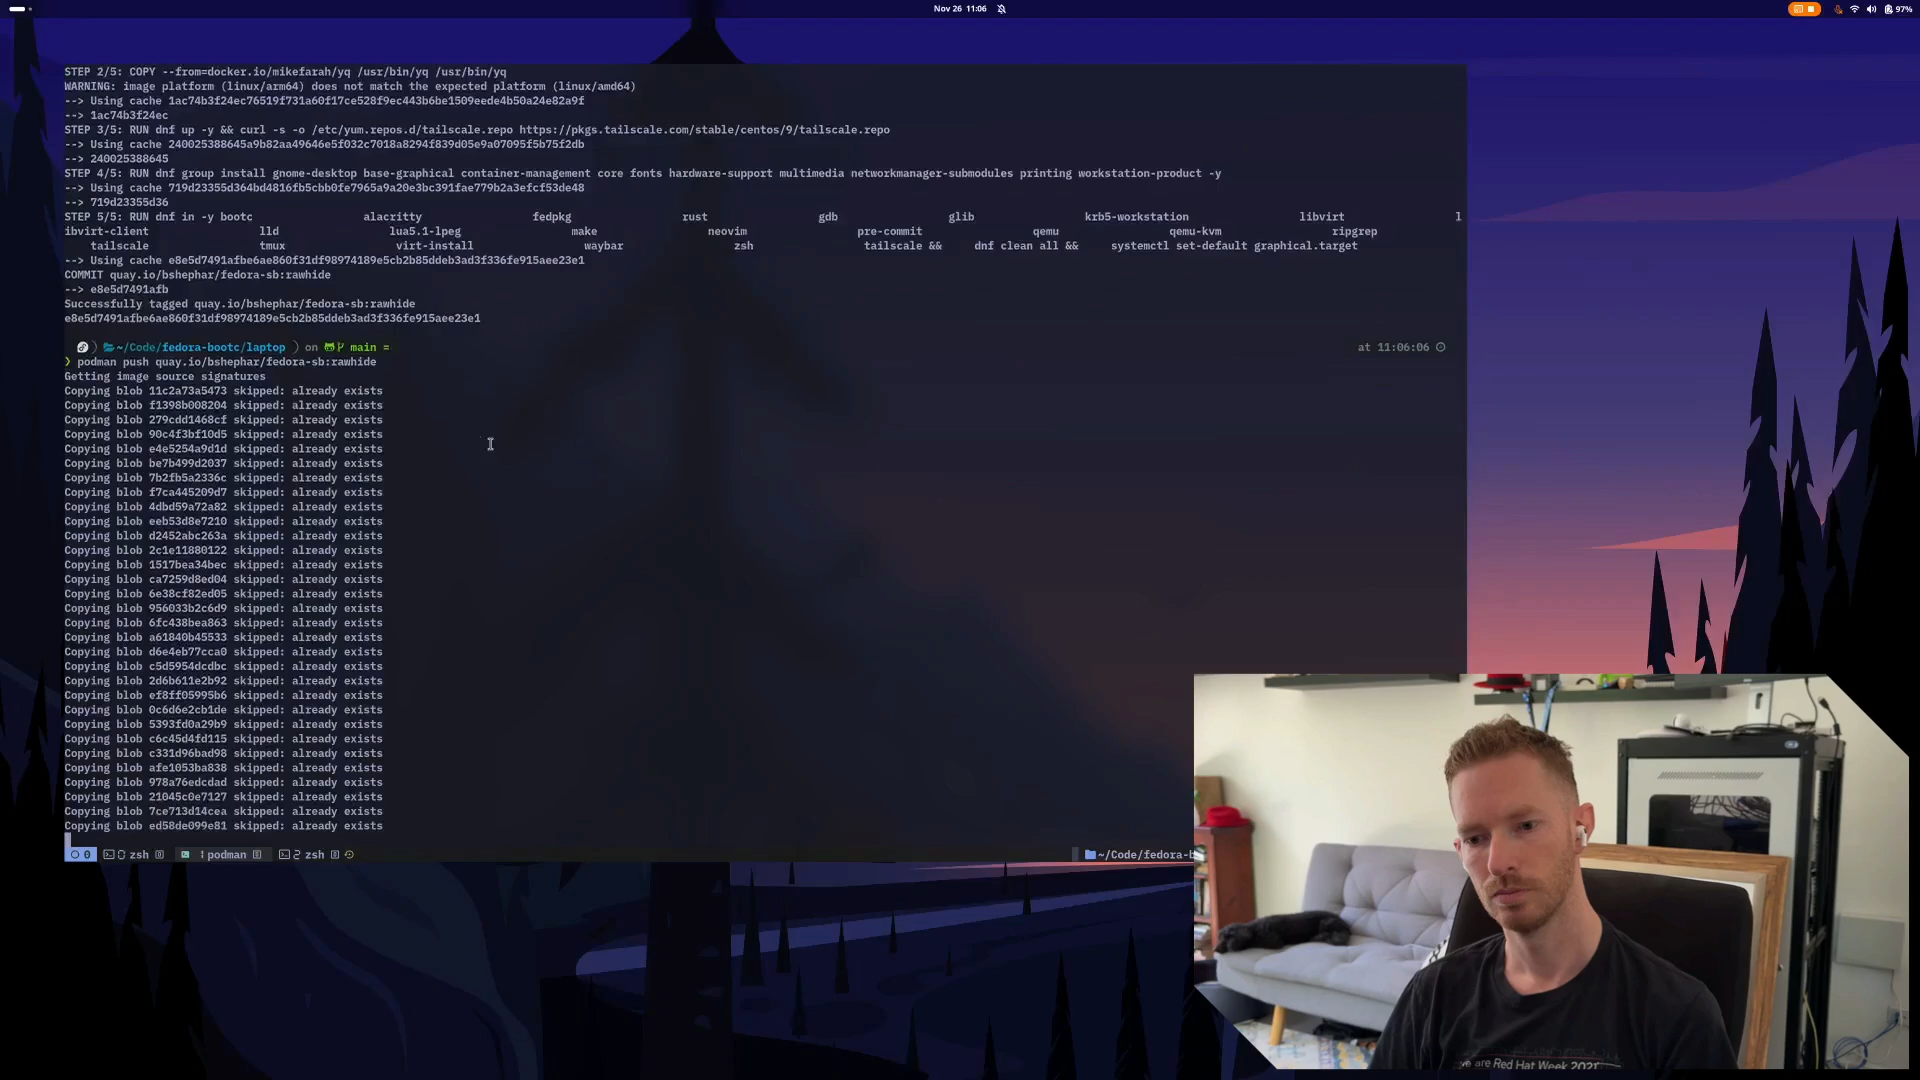 Nov 26 11:06
97%
STEP 2/5: COPY --from=docker.io/mikefarah/yq /usr/bin/yq /usr/bin/yq
WARNING: image platform (linux/arm64) does not match the expected platform (linux/amd64)
--> Using cache 1ac74b3f24ec76519f731a60f17ce528f9ec443b6be1509eede4b50a24e82a9f
--> 1ac74b3f24ec
STEP 3/5: RUN dnf up -y && curl -s -o /etc/yum.repos.d/tailscale.repo https://pkgs.tailscale.com/stable/centos/9/tailscale.repo
--> Using cache 240025388645a9b82aa49646e5f032c7018a8294f839d05e9a07095f5b75f2db
--> 240025388645
STEP 4/5: RUN dnf group install gnome-desktop base-graphical container-management core fonts hardware-support multimedia networkmanager-submodules printing workstation-product -y
--> Using cache 719d23355d364bd4816fb5cbb0fe7965a9a20e3bc391fae779b2a3efcf53de48
--> 719d23355d36
STEP 5/5: RUN dnf in -y bootc alacritty fedpkg rust gdb glib krb5-workstation libvirt l
ibvirt-client lld lua5.1-lpeg make neovim pre-commit qemu qemu-kvm ripgrep
tailscale tmux virt-install waybar zsh tailscale && dnf clean all && systemctl set-default graphical.target
--> Using cache e8e5d7491afbe6ae860f31df98974189e5cb2b85ddeb3ad3f336fe915aee23e1
COMMIT quay.io/bshephar/fedora-sb:rawhide
--> e8e5d7491afb
Successfully tagged quay.io/bshephar/fedora-sb:rawhide
e8e5d7491afbe6ae860f31df98974189e5cb2b85ddeb3ad3f336fe915aee23e1
) ~/Code/fedora-bootc/laptop ) on main = at 11:06:06
❯ podman push quay.io/bshephar/fedora-sb:rawhide
Getting image source signatures
Copying blob 11c2a73a5473 skipped: already exists
Copying blob f1398b008204 skipped: already exists
Copying blob 279cdd1468cf skipped: already exists
Copying blob 90c4f3bf10d5 skipped: already exists
Copying blob e4e5254a9d1d skipped: already exists
Copying blob be7b499d2037 skipped: already exists
Copying blob 7b2fb5a2336c skipped: already exists
Copying blob f7ca445209d7 skipped: already exists
Copying blob 4dbd59a72a82 skipped: already exists
Copying blob eeb53d8e7210 skipped: already exists
Copying blob d2452abc263a skipped: already exists
Copying blob 2c1e11880122 skipped: already exists
Copying blob 1517bea34bec skipped: already exists
Copying blob ca7259d8ed04 skipped: already exists
Copying blob 6e38cf82ed05 skipped: already exists
Copying blob 956033b2c6d9 skipped: already exists
Copying blob 6fc438bea863 skipped: already exists
Copying blob a61840b45533 skipped: already exists
Copying blob d6e4eb77cca0 skipped: already exists
Copying blob c5d5954dcdbc skipped: already exists
Copying blob 2d6b611e2b92 skipped: already exists
Copying blob ef8ff05995b6 skipped: already exists
Copying blob 0c6d6e2cb1de skipped: already exists
Copying blob 5393fd0a29b9 skipped: already exists
Copying blob c6c45d4fd115 skipped: already exists
Copying blob c331d96bad98 skipped: already exists
Copying blob afe1053ba838 skipped: already exists
Copying blob 978a76edcdad skipped: already exists
Copying blob 21045c0e7127 skipped: already exists
Copying blob 7ce713d14cea skipped: already exists
Copying blob ed58de099e81 skipped: already exists
0 0 zsh 1 podman 2 zsh ~/Code/fedora-b
are Red Hat Week 2021